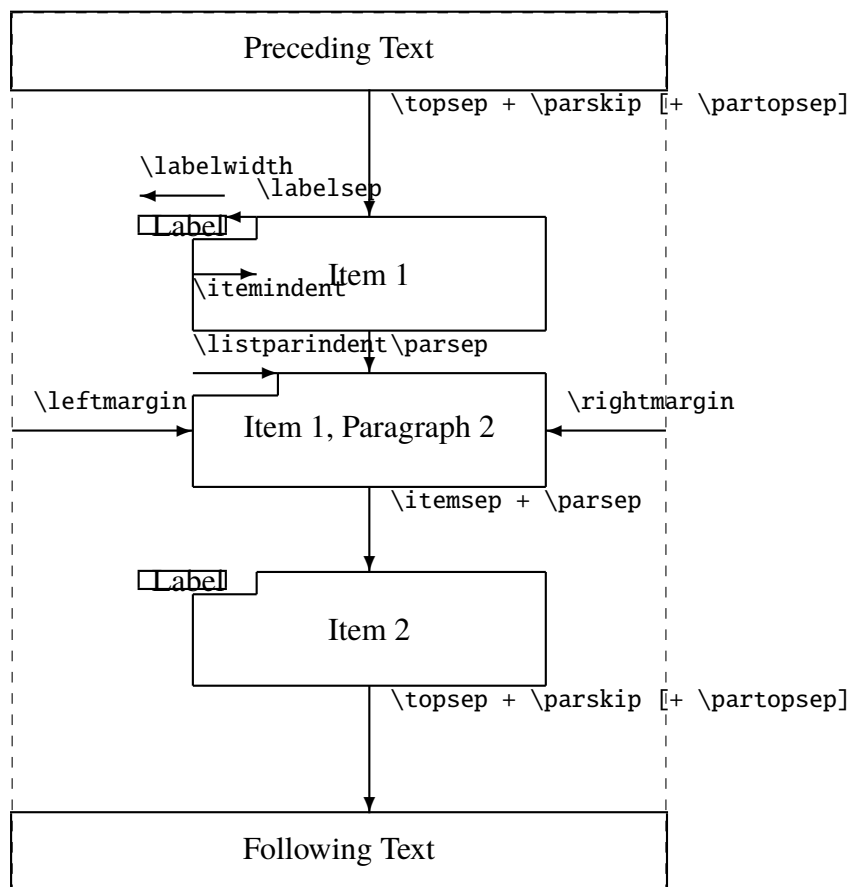 Preceding Text
\topsep + \parskip [+ \partopsep]
\labelwidth
\labelsep
Label
Item 1
\itemindent
\listparindent \parsep
\leftmargin
\rightmargin
Item 1, Paragraph 2
\itemsep + \parsep
Label
Item 2
\topsep + \parskip [+ \partopsep]
Following Text